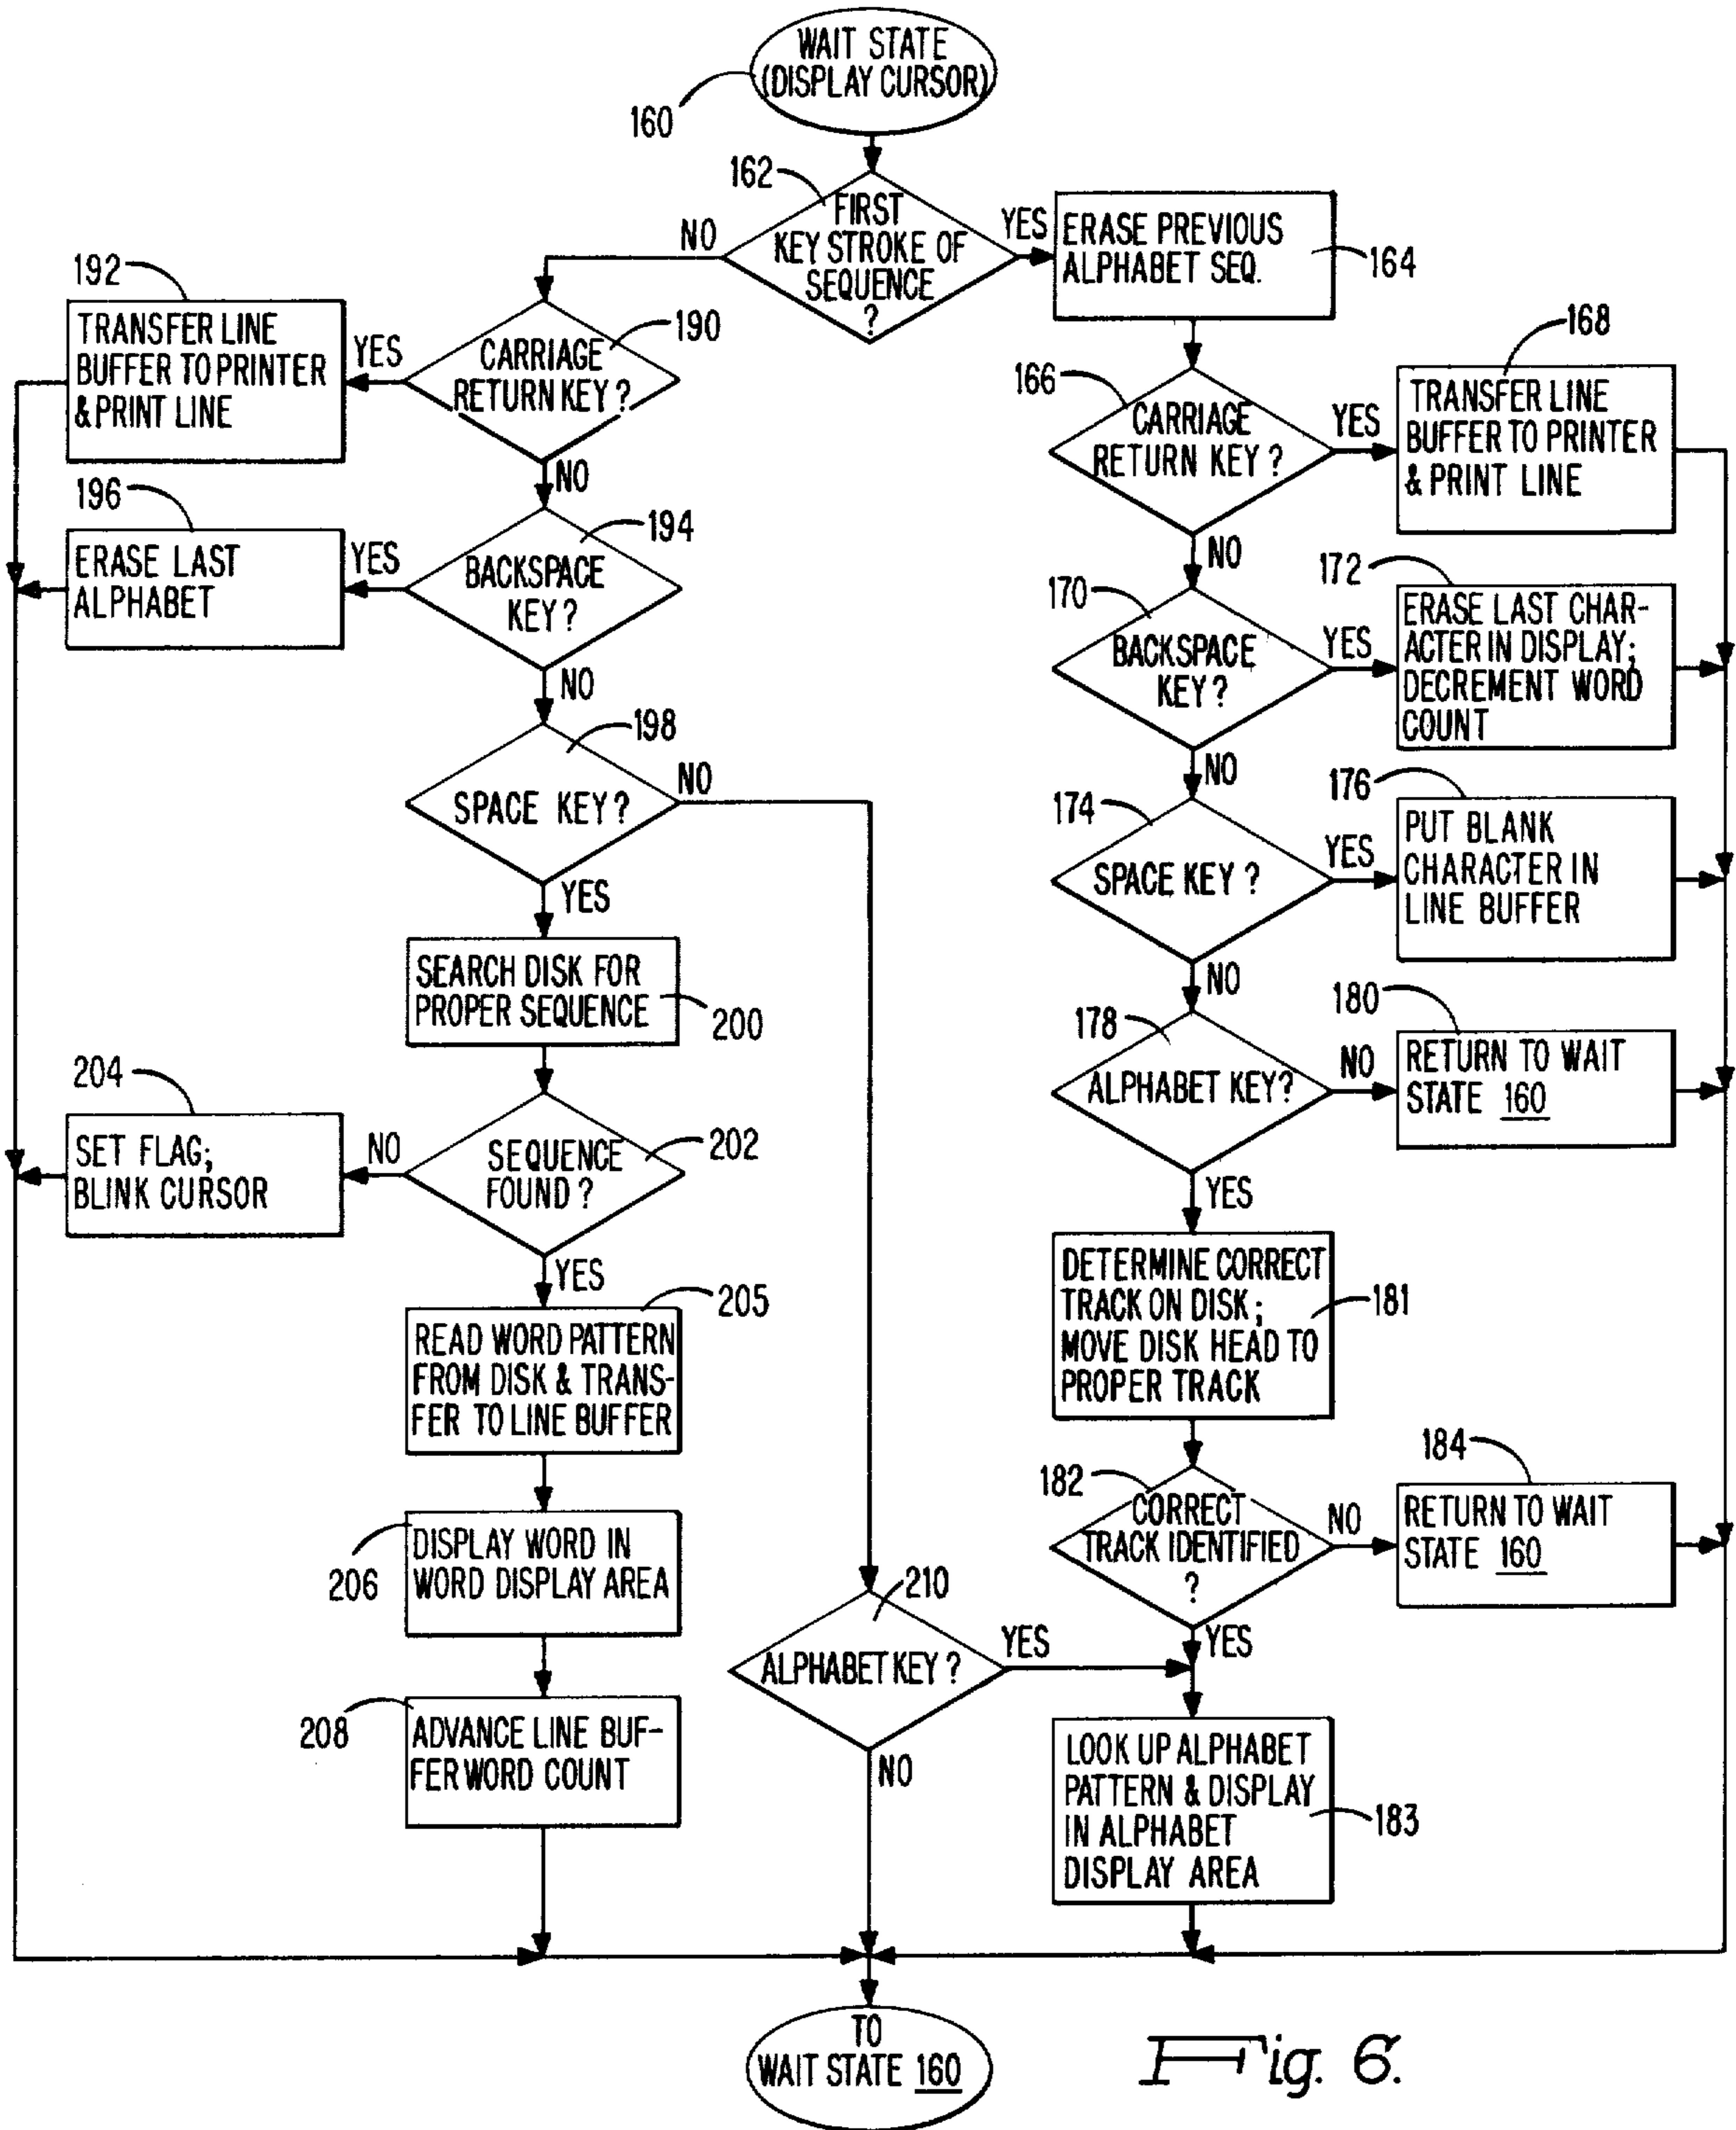 WAIT STATE
(DISPLAY CURSOR)
160
162
FIRST
KEY STROKE OF
SEQUENCE
?
NO
YES
ERASE PREVIOUS
ALPHABET SEQ.
164
192
TRANSFER LINE
BUFFER TO PRINTER
& PRINT LINE
YES
CARRIAGE
RETURN KEY?
190
NO
166
CARRIAGE
RETURN KEY?
YES
168
TRANSFER LINE
BUFFER TO PRINTER
& PRINT LINE
NO
196
ERASE LAST
ALPHABET
YES
BACKSPACE
KEY?
194
NO
170
BACKSPACE
KEY?
YES
172
ERASE LAST CHAR-
ACTER IN DISPLAY;
DECREMENT WORD
COUNT
NO
198
SPACE KEY?
NO
YES
174
SPACE KEY?
YES
176
PUT BLANK
CHARACTER IN
LINE BUFFER
NO
SEARCH DISK FOR
PROPER SEQUENCE
200
178
ALPHABET KEY?
NO
180
RETURN TO WAIT
STATE 160
YES
204
SET FLAG;
BLINK CURSOR
NO
SEQUENCE
FOUND?
202
YES
205
READ WORD PATTERN
FROM DISK & TRANS-
FER TO LINE BUFFER
DETERMINE CORRECT
TRACK ON DISK;
MOVE DISK HEAD TO
PROPER TRACK
181
206
DISPLAY WORD IN
WORD DISPLAY AREA
182
CORRECT
TRACK IDENTIFIED
?
NO
184
RETURN TO WAIT
STATE 160
YES
210
ALPHABET KEY?
YES
NO
208
ADVANCE LINE BUF-
FER WORD COUNT
LOOK UP ALPHABET
PATTERN & DISPLAY
IN ALPHABET
DISPLAY AREA
183
TO
WAIT STATE 160
Fig. 6.